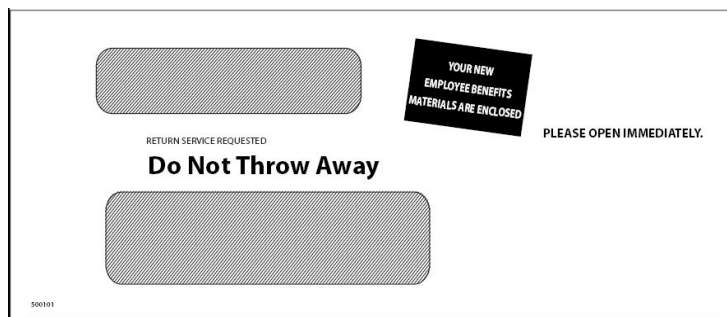 YOUR NEW
EMPLOYEE BENEFITS
MATERIALS ARE ENCLOSED
PLEASE OPEN IMMEDIATELY.
RETURN SERVICE REQUESTED
Do Not Throw Away
500101